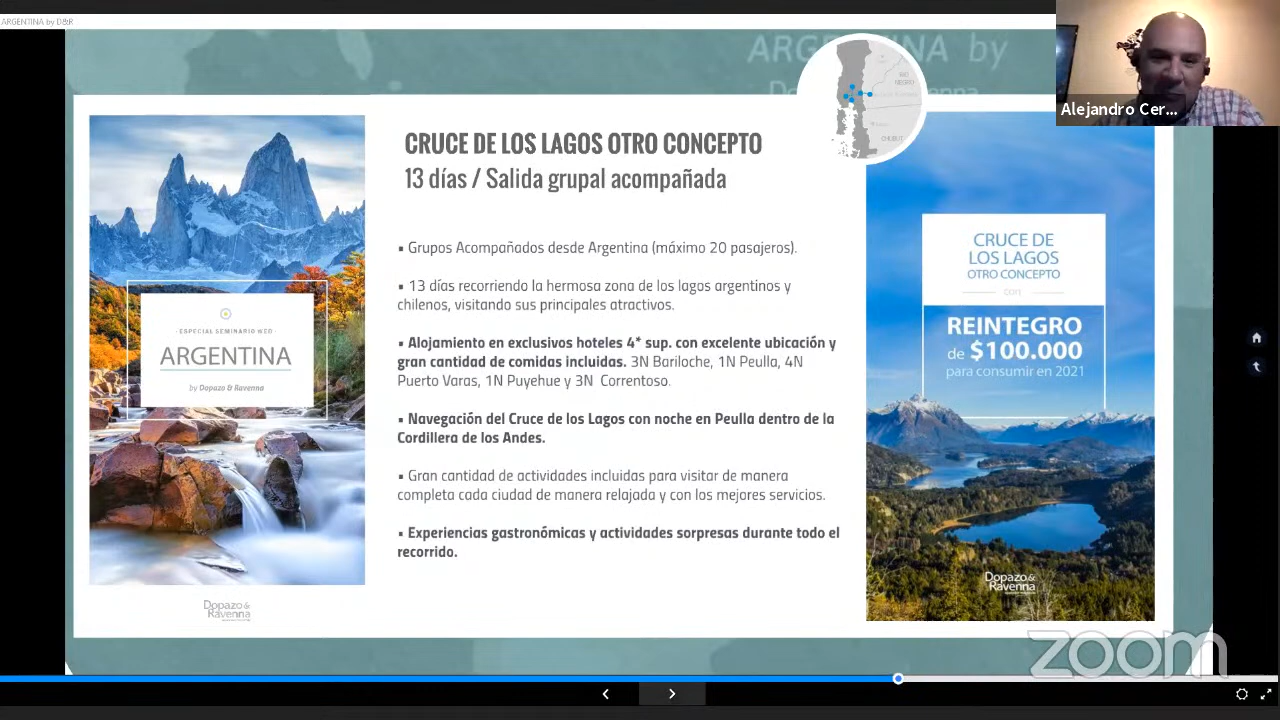 ARGENTINA by D&R
ARGENTINA by
Alejandro Cer...
RÍO
NEGRO
CHUBUT
CRUCE DE LOS LAGOS OTRO CONCEPTO
13 días / Salida grupal acompañada
▪ Grupos Acompañados desde Argentina (máximo 20 pasajeros).
▪ 13 días recorriendo la hermosa zona de los lagos argentinos y
chilenos, visitando sus principales atractivos.
▪ Alojamiento en exclusivos hoteles 4* sup. con excelente ubicación y
gran cantidad de comidas incluidas. 3N Bariloche, 1N Peulla, 4N
Puerto Varas, 1N Puyehue y 3N Correntoso.
▪ Navegación del Cruce de los Lagos con noche en Peulla dentro de la
Cordillera de los Andes.
▪ Gran cantidad de actividades incluidas para visitar de manera
completa cada ciudad de manera relajada y con los mejores servicios.
▪ Experiencias gastronómicas y actividades sorpresas durante todo el
recorrido.
· ESPECIAL SEMINARIO WEB ·
ARGENTINA
by Dopazo & Ravenna
Dopazo &
Ravenna
CRUCE DE
LOS LAGOS
OTRO CONCEPTO
con
REINTEGRO
de $100.000
para consumir en 2021
Dopazo &
Ravenna
zoom